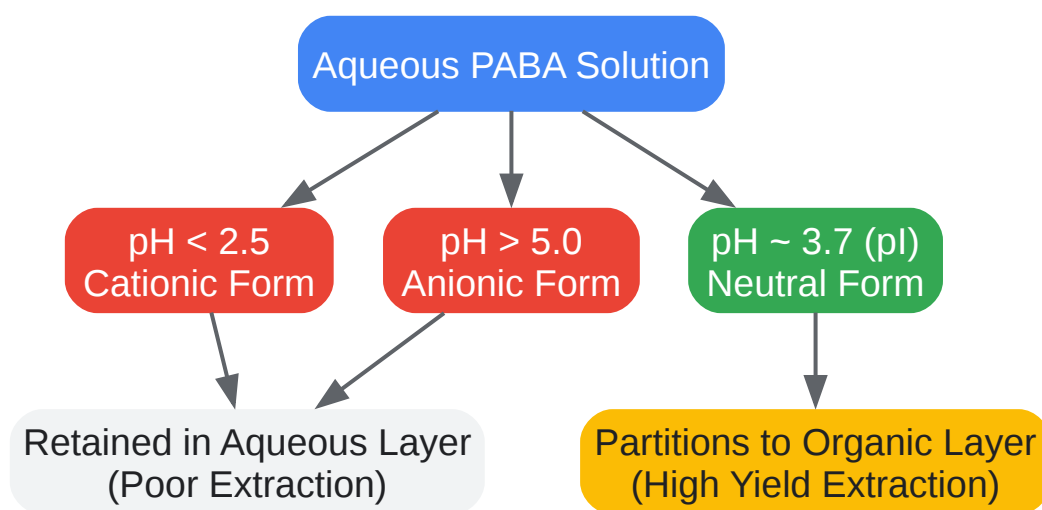 Aqueous PABA Solution
pH < 2.5
Cationic Form
pH > 5.0
Anionic Form
pH ~ 3.7 (pI)
Neutral Form
Retained in Aqueous Layer
(Poor Extraction)
Partitions to Organic Layer
(High Yield Extraction)